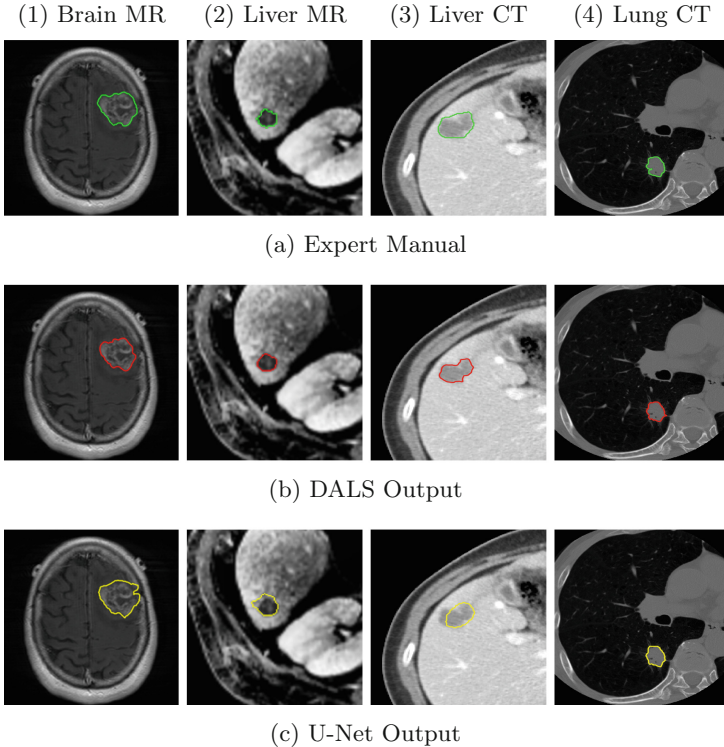 (1) Brain MR (2) Liver MR (3) Liver CT (4) Lung CT
(a) Expert Manual
(b) DALS Output
(c) U-Net Output